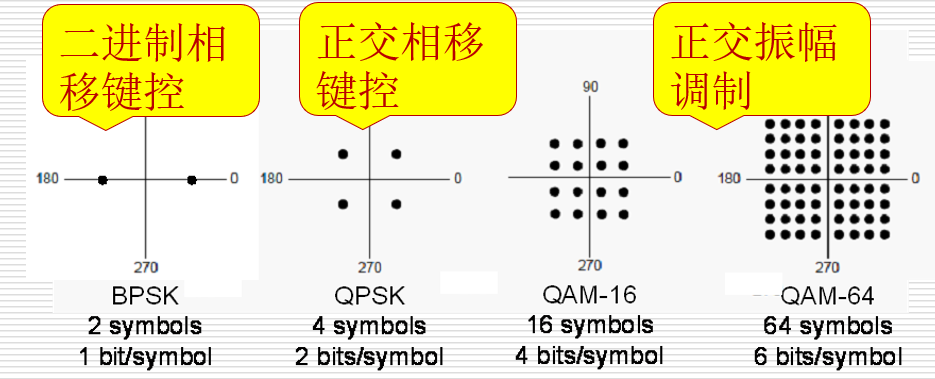 二进制相
移键控
正交相移
键控
正交振幅
调制
90
180
0
180
0
0
180
0
270
270
270
270
BPSK
QPSK
QAM-16
QAM-64
2 symbols
4 symbols
16 symbols
64 symbols
1 bit/symbol
2 bits/symbol
4 bits/symbol
6 bits/symbol